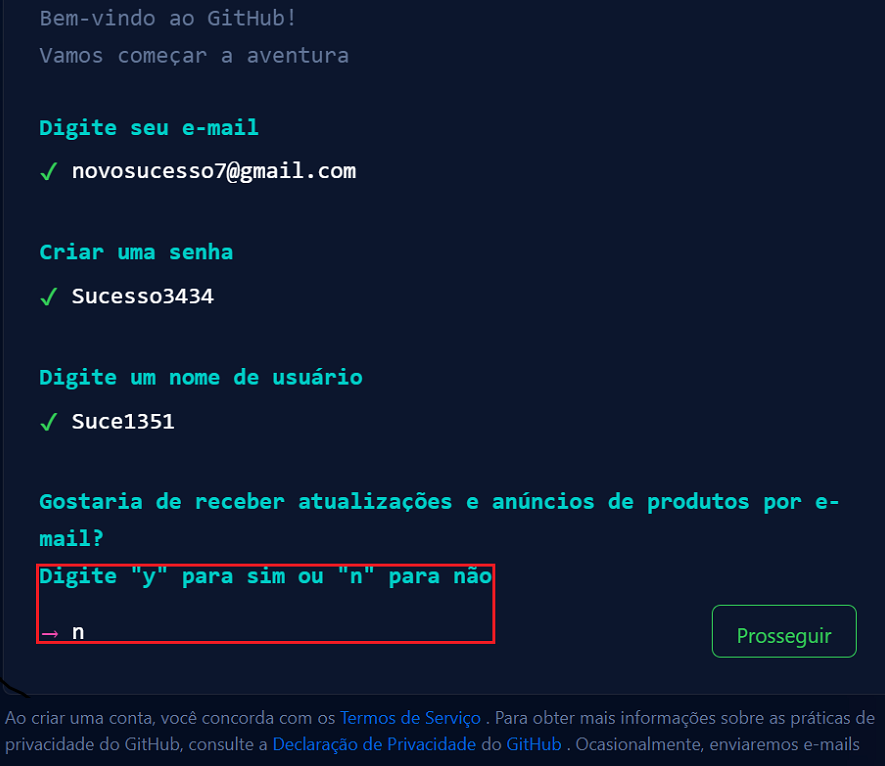 Bem-vindo ao GitHub!
Vamos começar a aventura
Digite seu e-mail
✓ novosucesso7@gmail.com
Criar uma senha
✓ Sucesso3434
Digite um nome de usuário
✓ Suce1351
Gostaria de receber atualizações e anúncios de produtos por e-
mail?
Digite "y" para sim ou "n" para não
→ n
Prosseguir
Ao criar uma conta, você concorda com os Termos de Serviço . Para obter mais informações sobre as práticas de
privacidade do GitHub, consulte a Declaração de Privacidade do GitHub . Ocasionalmente, enviaremos e-mails